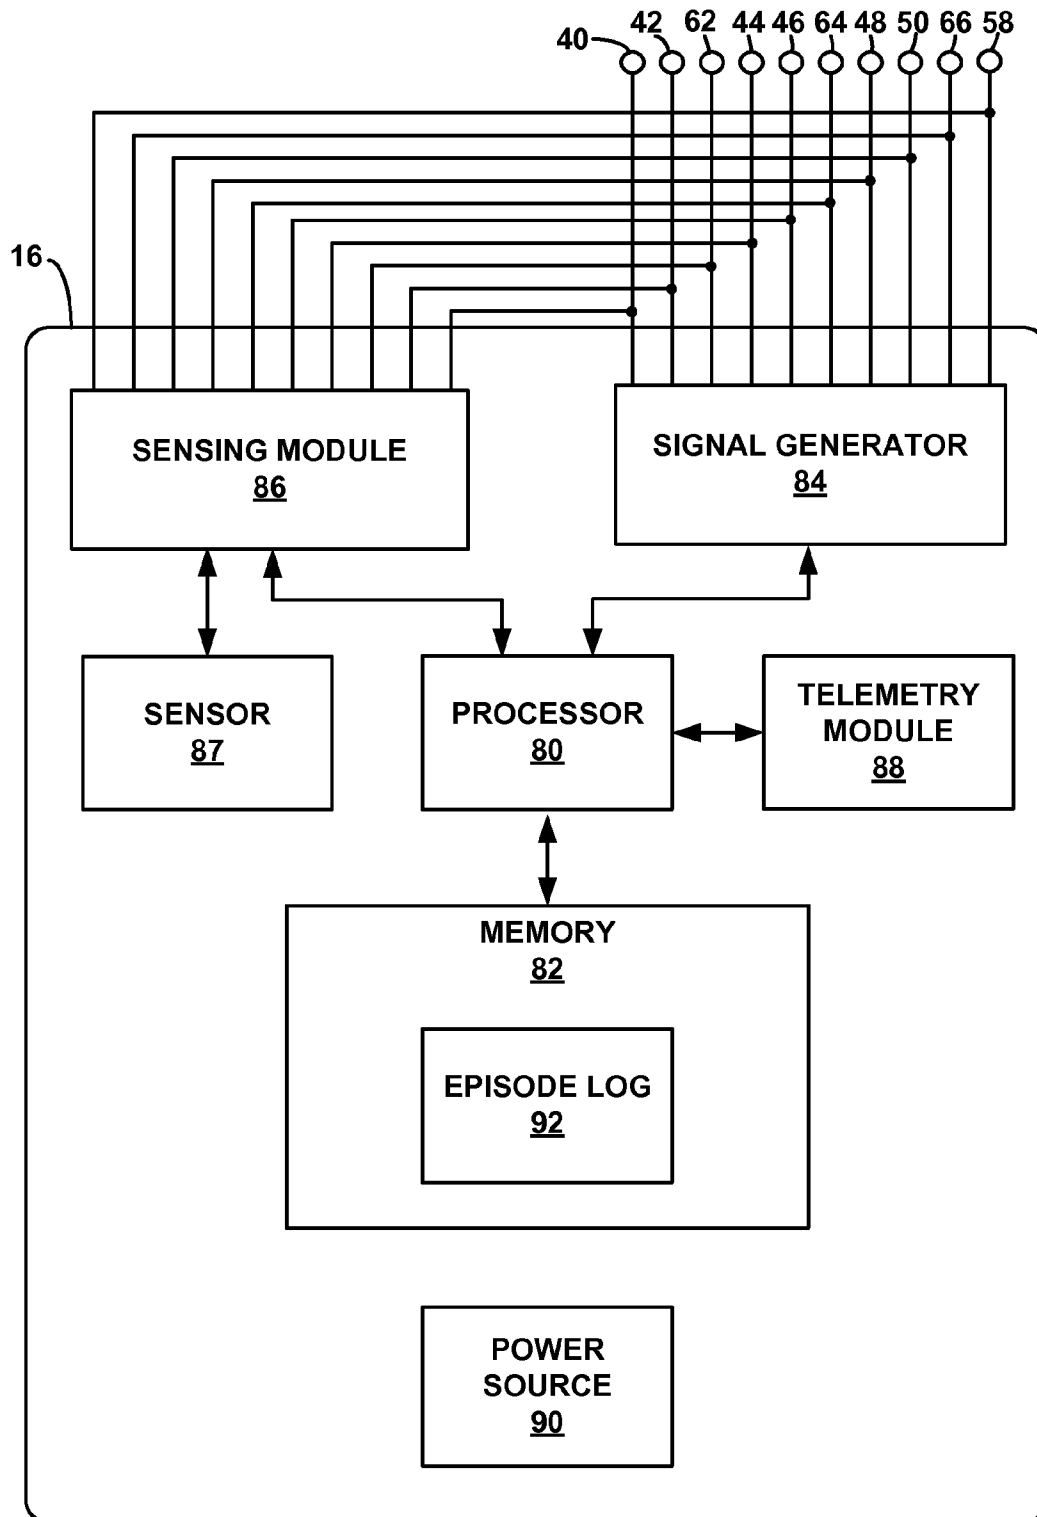 40 42 62 44 46 64 48 50 66 58
16
SENSING MODULE
86
SIGNAL GENERATOR
84
SENSOR
87
PROCESSOR
80
TELEMETRY
MODULE
88
MEMORY
82
EPISODE LOG
92
POWER
SOURCE
90